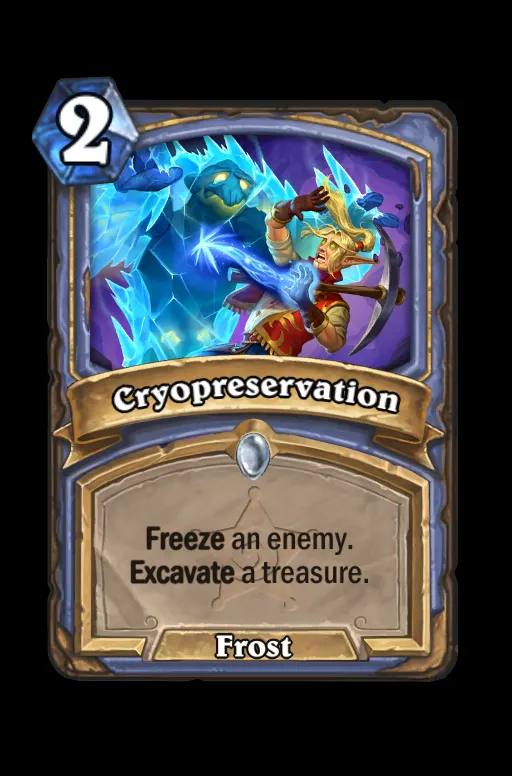 2
Cryopreservation
Freeze an enemy.
Excavate a treasure.
Frost